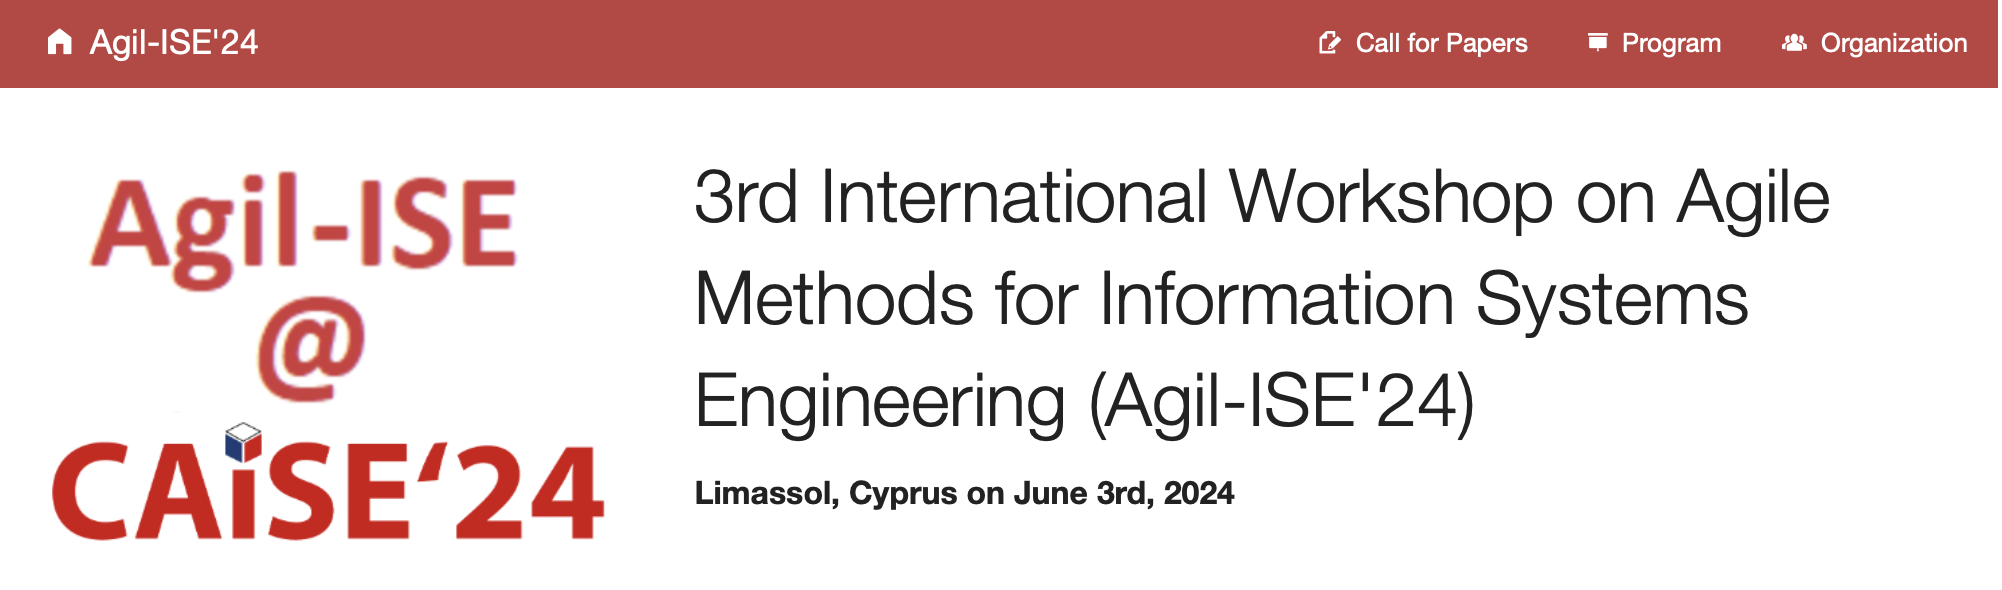 Agil-ISE'24
Call for Papers
Program
Organization
Agil-ISE
@
CAiSE‘24
3rd International Workshop on Agile
Methods for Information Systems
Engineering (Agil-ISE'24)
Limassol, Cyprus on June 3rd, 2024